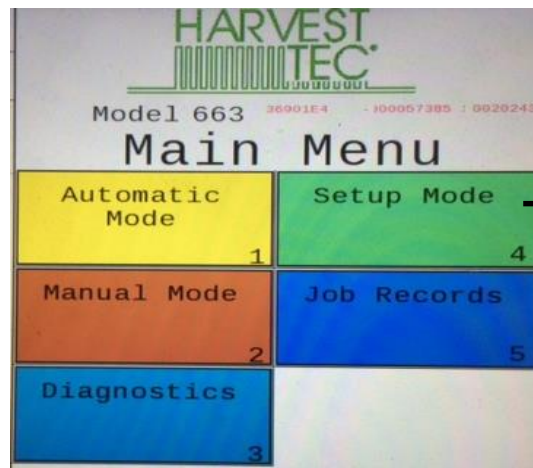 HARVEST
TEC
Model 663
Main Menu
Automatic
Mode
1
Setup Mode
4
Manual Mode
2
Job Records
5
Diagnostics
3